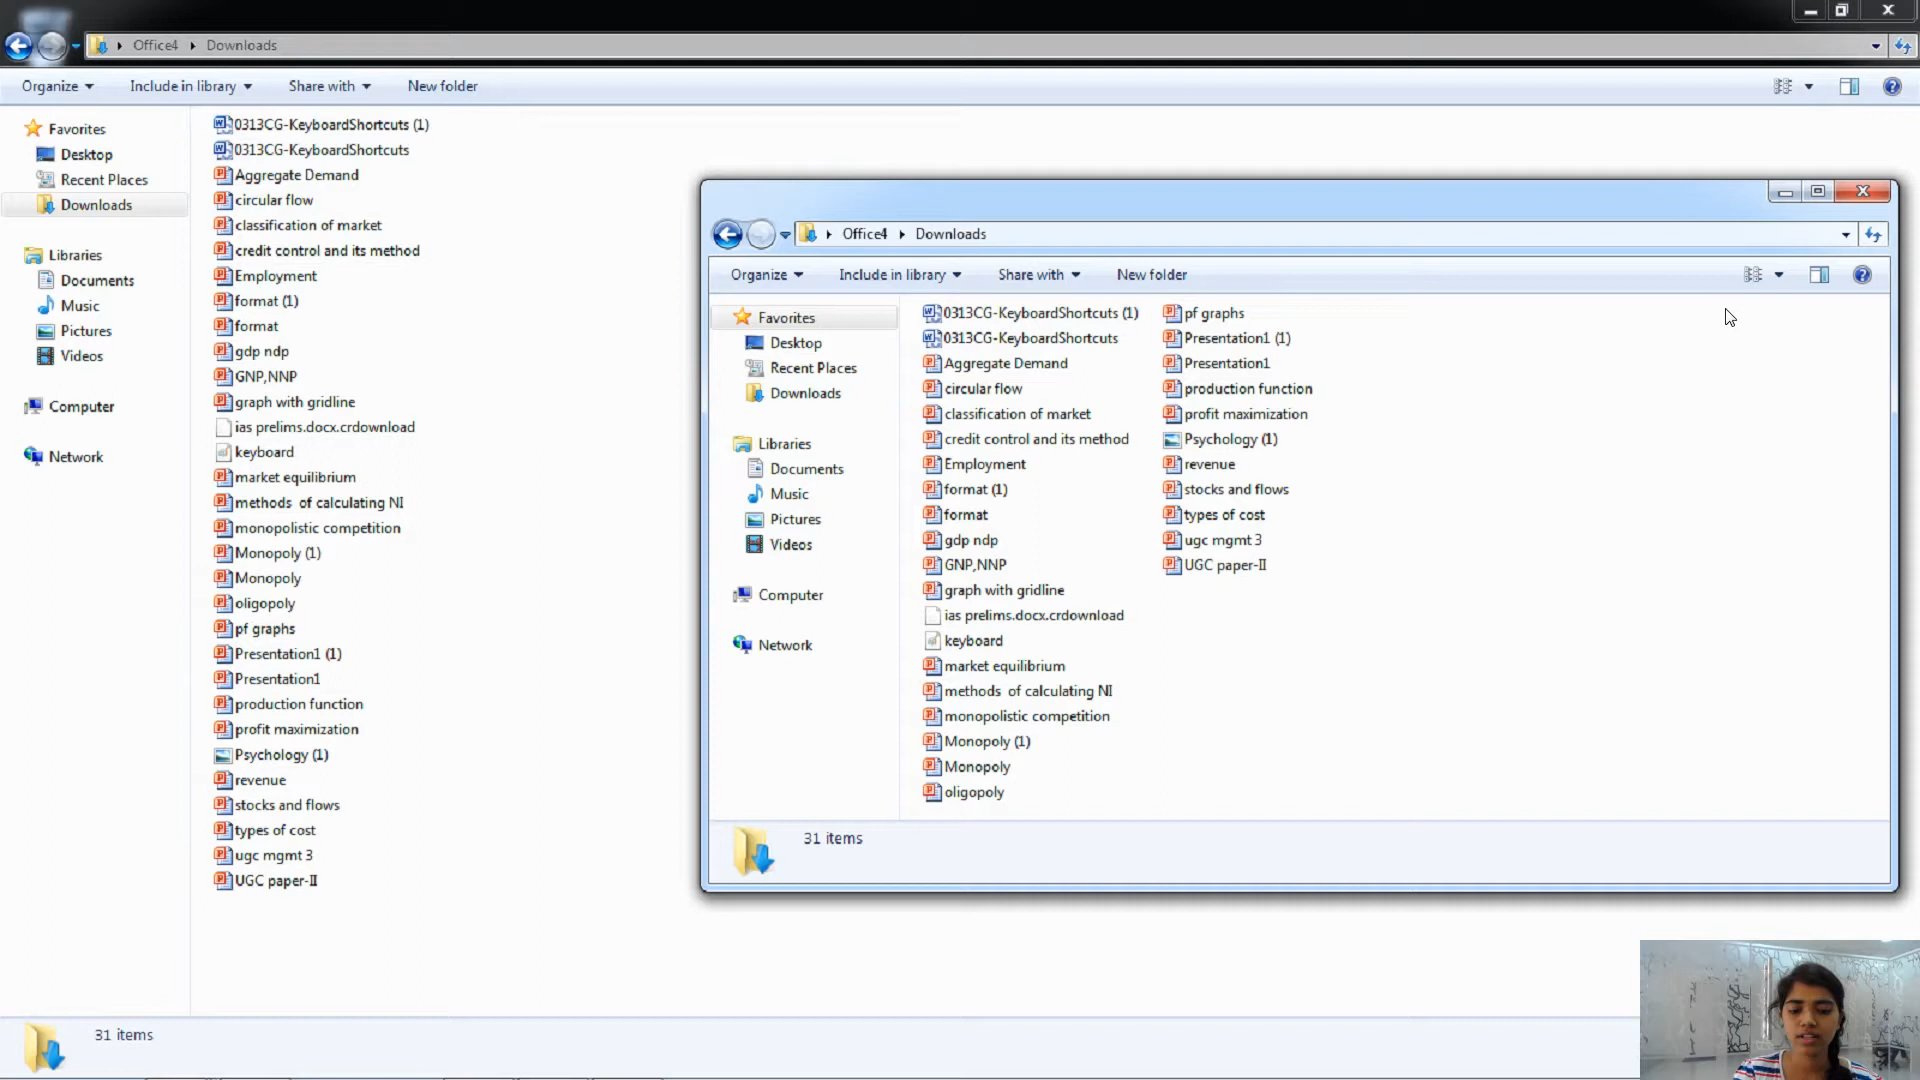 Office4 Downloads
Organize Include in library Share with New folder
Favorites
Desktop
Recent Places
Downloads
Libraries
Documents
Music
Pictures
Videos
Computer
Network
0313CG-KeyboardShortcuts (1)
0313CG-KeyboardShortcuts
Aggregate Demand
circular flow
classification of market
credit control and its method
Employment
format (1)
format
gdp ndp
GNP,NNP
graph with gridline
ias prelims.docx.crdownload
keyboard
market equilibrium
methods of calculating NI
monopolistic competition
Monopoly (1)
Monopoly
oligopoly
pf graphs
Presentation1 (1)
Presentation1
production function
profit maximization
Psychology (1)
revenue
stocks and flows
types of cost
ugc mgmt 3
UGC paper-II
31 items
Office4 Downloads
Organize Include in library Share with New folder
Favorites
Desktop
Recent Places
Downloads
Libraries
Documents
Music
Pictures
Videos
Computer
Network
0313CG-KeyboardShortcuts (1)
0313CG-KeyboardShortcuts
Aggregate Demand
circular flow
classification of market
credit control and its method
Employment
format (1)
format
gdp ndp
GNP,NNP
graph with gridline
ias prelims.docx.crdownload
keyboard
market equilibrium
methods of calculating NI
monopolistic competition
Monopoly (1)
Monopoly
oligopoly
pf graphs
Presentation1 (1)
Presentation1
production function
profit maximization
Psychology (1)
revenue
stocks and flows
types of cost
ugc mgmt 3
UGC paper-II
31 items